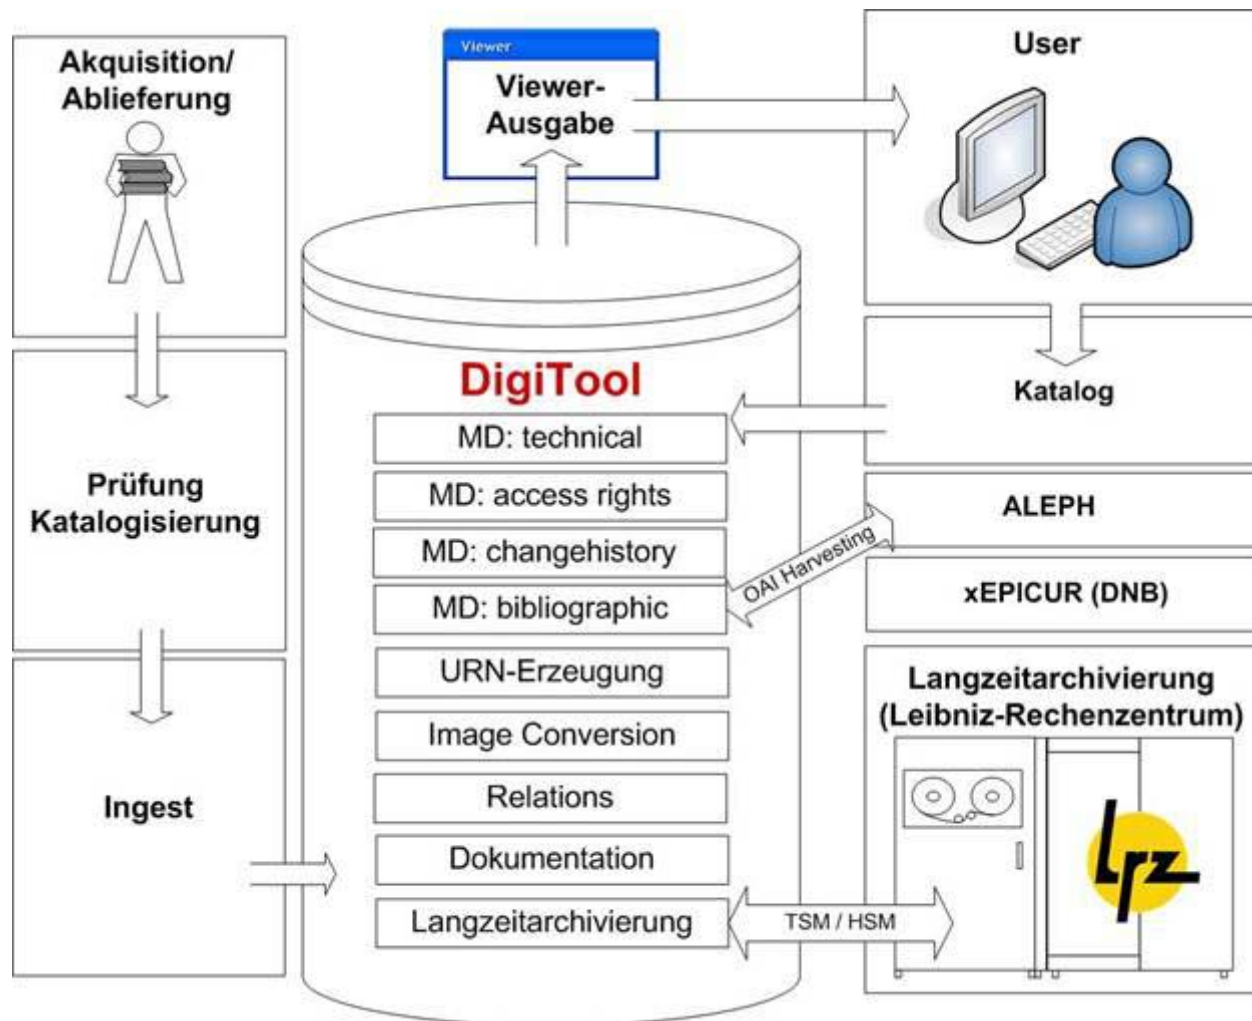 Akquisition/
Ablieferung
Prüfung
Katalogisierung
Ingest
Viewer
Viewer-
Ausgabe
DigiTool
MD: technical
MD: access rights
MD: changehistory
MD: bibliographic
URN-Erzeugung
Image Conversion
Relations
Dokumentation
Langzeitarchivierung
OAI Harvesting
TSM / HSM
User
Katalog
ALEPH
xEPICUR (DNB)
Langzeitarchivierung
(Leibniz-Rechenzentrum)
lrz